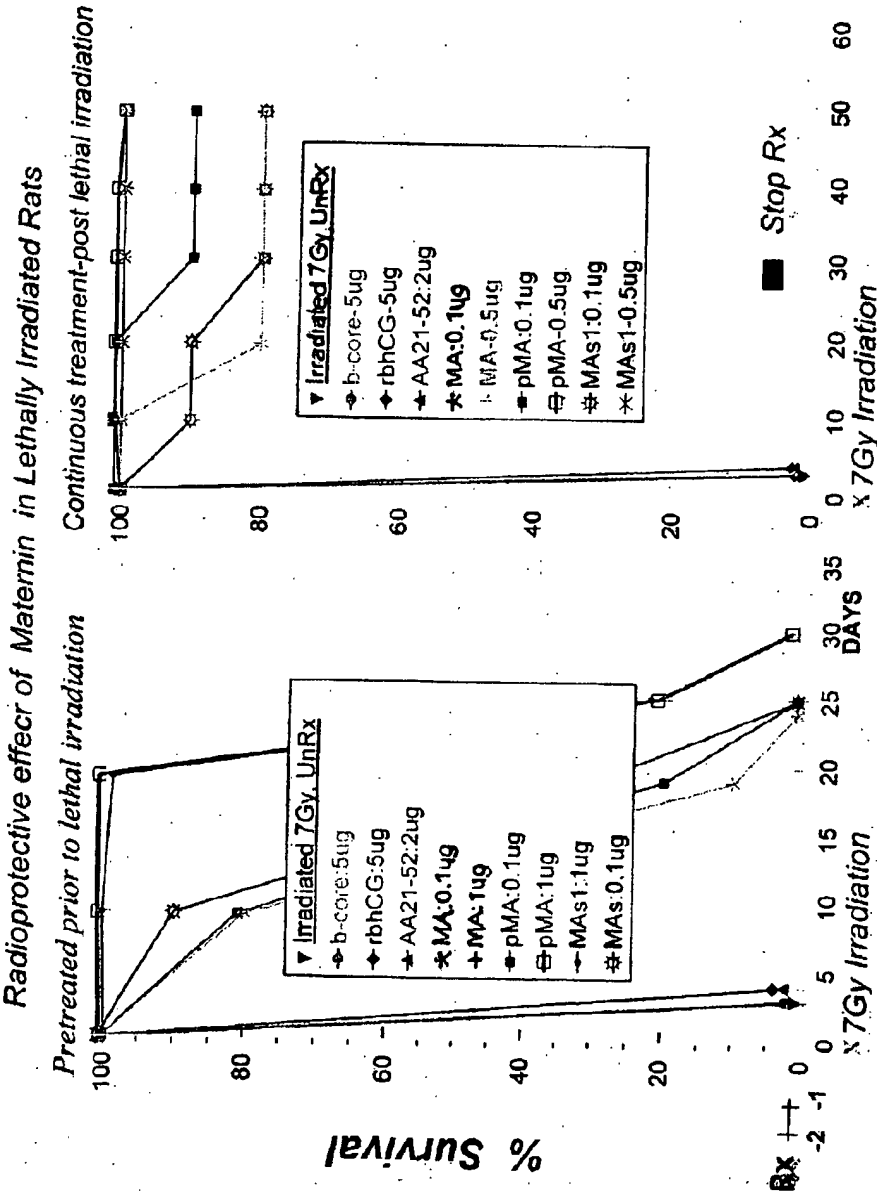 Radioprotective effecr of Maternin in Lethally Irradiated Rats
Pretreated prior to lethal irradiation
Continuous treatment-post lethal irradiation
% Survival
100
80
60
40
20
0
Irradiated 7Gy, UnRx
b-core:5ug
rbhCG:5ug
AA21-52:2ug
MA:0.1ug
MA:1ug
pMA:0.1ug
pMA:1ug
MAs1:1ug
MAs:0.1ug
Rx
-2 -1 0 5 10 15 20 25 30 35
X 7Gy Irradiation
DAYS
100
80
60
40
20
Irradiated 7Gy UnRx
b-core-5ug
rbhCG-5ug
AA21-52:2ug
MA:0.1ug
MA-0.5ug
pMA:0.1ug
pMA-0.5ug
MAs1:0.1ug
MAs1-0.5ug
Stop Rx
0 10 20 30 40 50 60
X 7Gy Irradiation